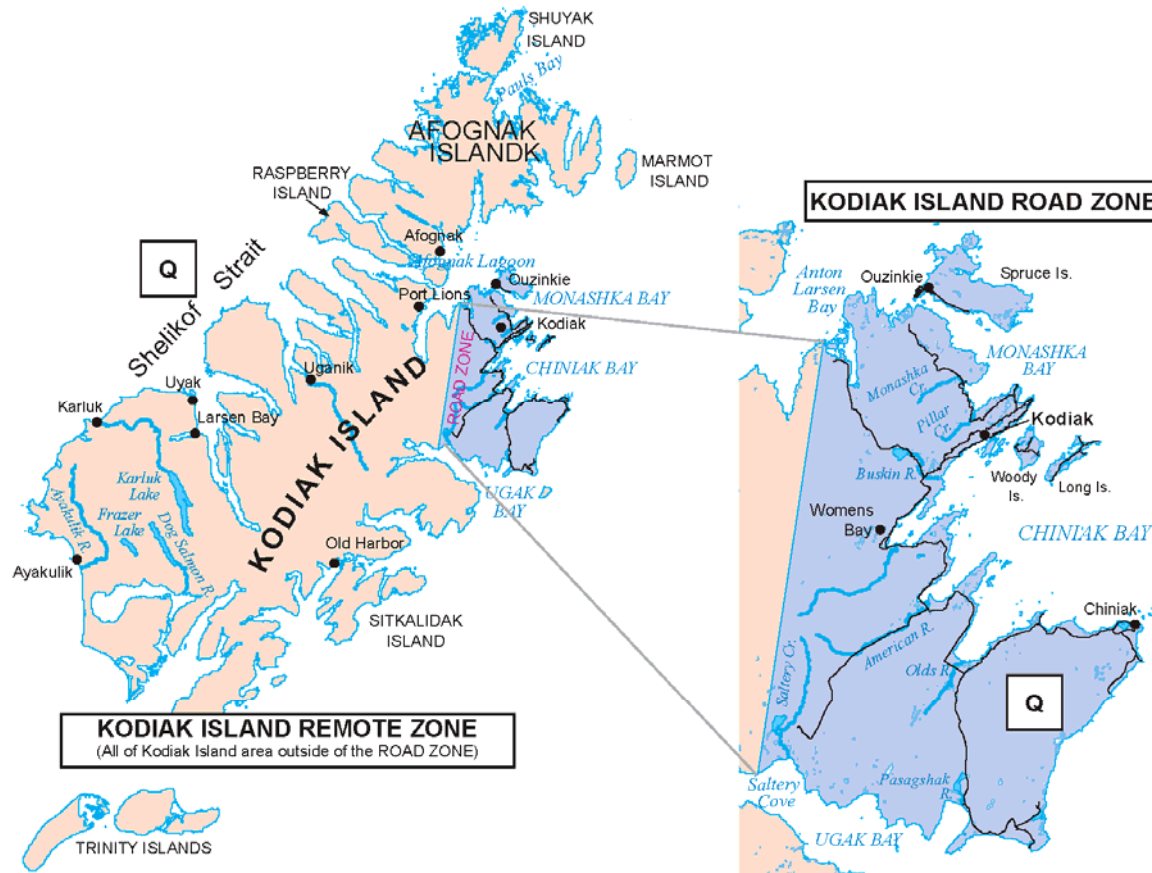 SHUYAK
ISLAND
Pauls Bay
AFOGNAK
ISLANDK
MARMOT
ISLAND
RASPBERRY
ISLAND
Afognak
Afognak Lagoon
Ouzinkie
Q
Shelikof Strait
Port Lions
MONASHKA BAY
Kodiak
ROAD ZONE
CHINIAK BAY
Uganik
Uyak
Karluk
Larsen Bay
KODIAK ISLAND
Karluk
Lake
Frazer
Lake
Ayakulik R.
Dog Salmon R.
UGAK D
BAY
Old Harbor
Ayakulik
SITKALIDAK
ISLAND
KODIAK ISLAND REMOTE ZONE
(All of Kodiak Island area outside of the ROAD ZONE)
TRINITY ISLANDS
KODIAK ISLAND ROAD ZONE
Anton
Larsen
Bay
Ouzinkie
Spruce Is.
MONASHKA
BAY
Monashka
Cr.
Pillar
Cr.
Kodiak
Buskin R.
Woody
Is.
Long Is.
Womens
Bay
CHINIAK BAY
Chiniak
American R.
Olds R.
Saltery Cr.
Q
Pasagshak
R.
Saltery
Cove
UGAK BAY